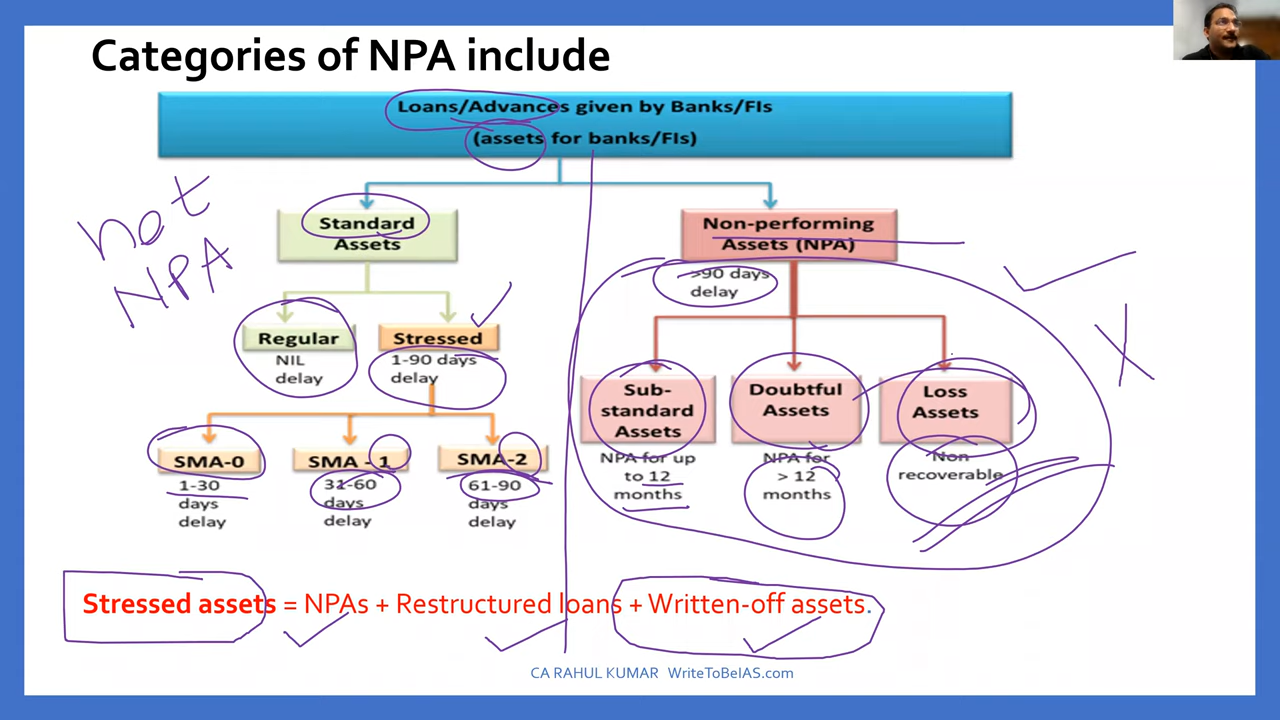 Categories of NPA include
Loans/Advances given by Banks/FIs
(assets for banks/FIs)
not
NPA
Standard
Assets
Non-performing
Assets (NPA)
>90 days
delay
Regular
NIL
delay
Stressed
1-90 days
delay
SMA-0
1-30
days
delay
SMA - 1
31-60
days
delay
SMA-2
61-90
days
delay
Sub-
standard
Assets
NPA for up
to 12
months
Doubtful
Assets
NPA for
> 12
months
Loss
Assets
Non
recoverable
X
Stressed assets = NPAs + Restructured loans + Written-off assets.
CA RAHUL KUMAR WriteToBeIAS.com